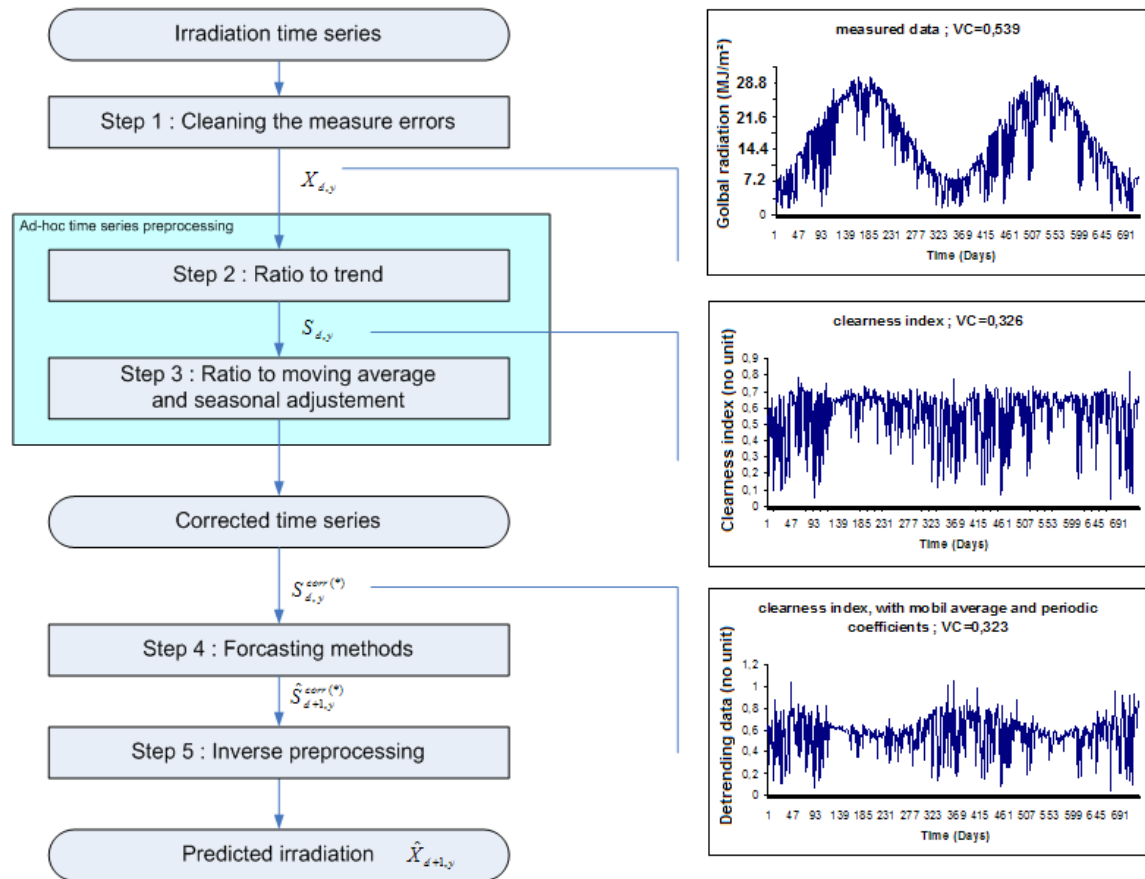 Irradiation time series
Step 1 : Cleaning the measure errors
X d,y
Ad-hoc time series preprocessing
Step 2 : Ratio to trend
S d,y
Step 3 : Ratio to moving average
and seasonal adjustement
Corrected time series
S corr(*) d,y
Step 4 : Forcasting methods
Ŝ corr(*) d+1,y
Step 5 : Inverse preprocessing
Predicted irradiation X̂ d+1,y
measured data ; VC=0,539
Golbal radiation (MJ/m²)
28.8
21.6
14.4
7.2
0
1 47 93 139 185 231 277 323 369 415 461 507 553 599 645 691
Time (Days)
clearness index ; VC=0,326
Clearness index (no unit)
0,9
0,8
0,7
0,6
0,5
0,4
0,3
0,2
0,1
0
1 47 93 139 185 231 277 323 369 415 461 507 553 599 645 691
Time (Days)
clearness index, with mobil average and periodic
coefficients ; VC=0,323
Detrending data (no unit)
1,2
1
0,8
0,6
0,4
0,2
0
1 47 93 139 185 231 277 323 369 415 461 507 553 599 645 691
Time (Days)